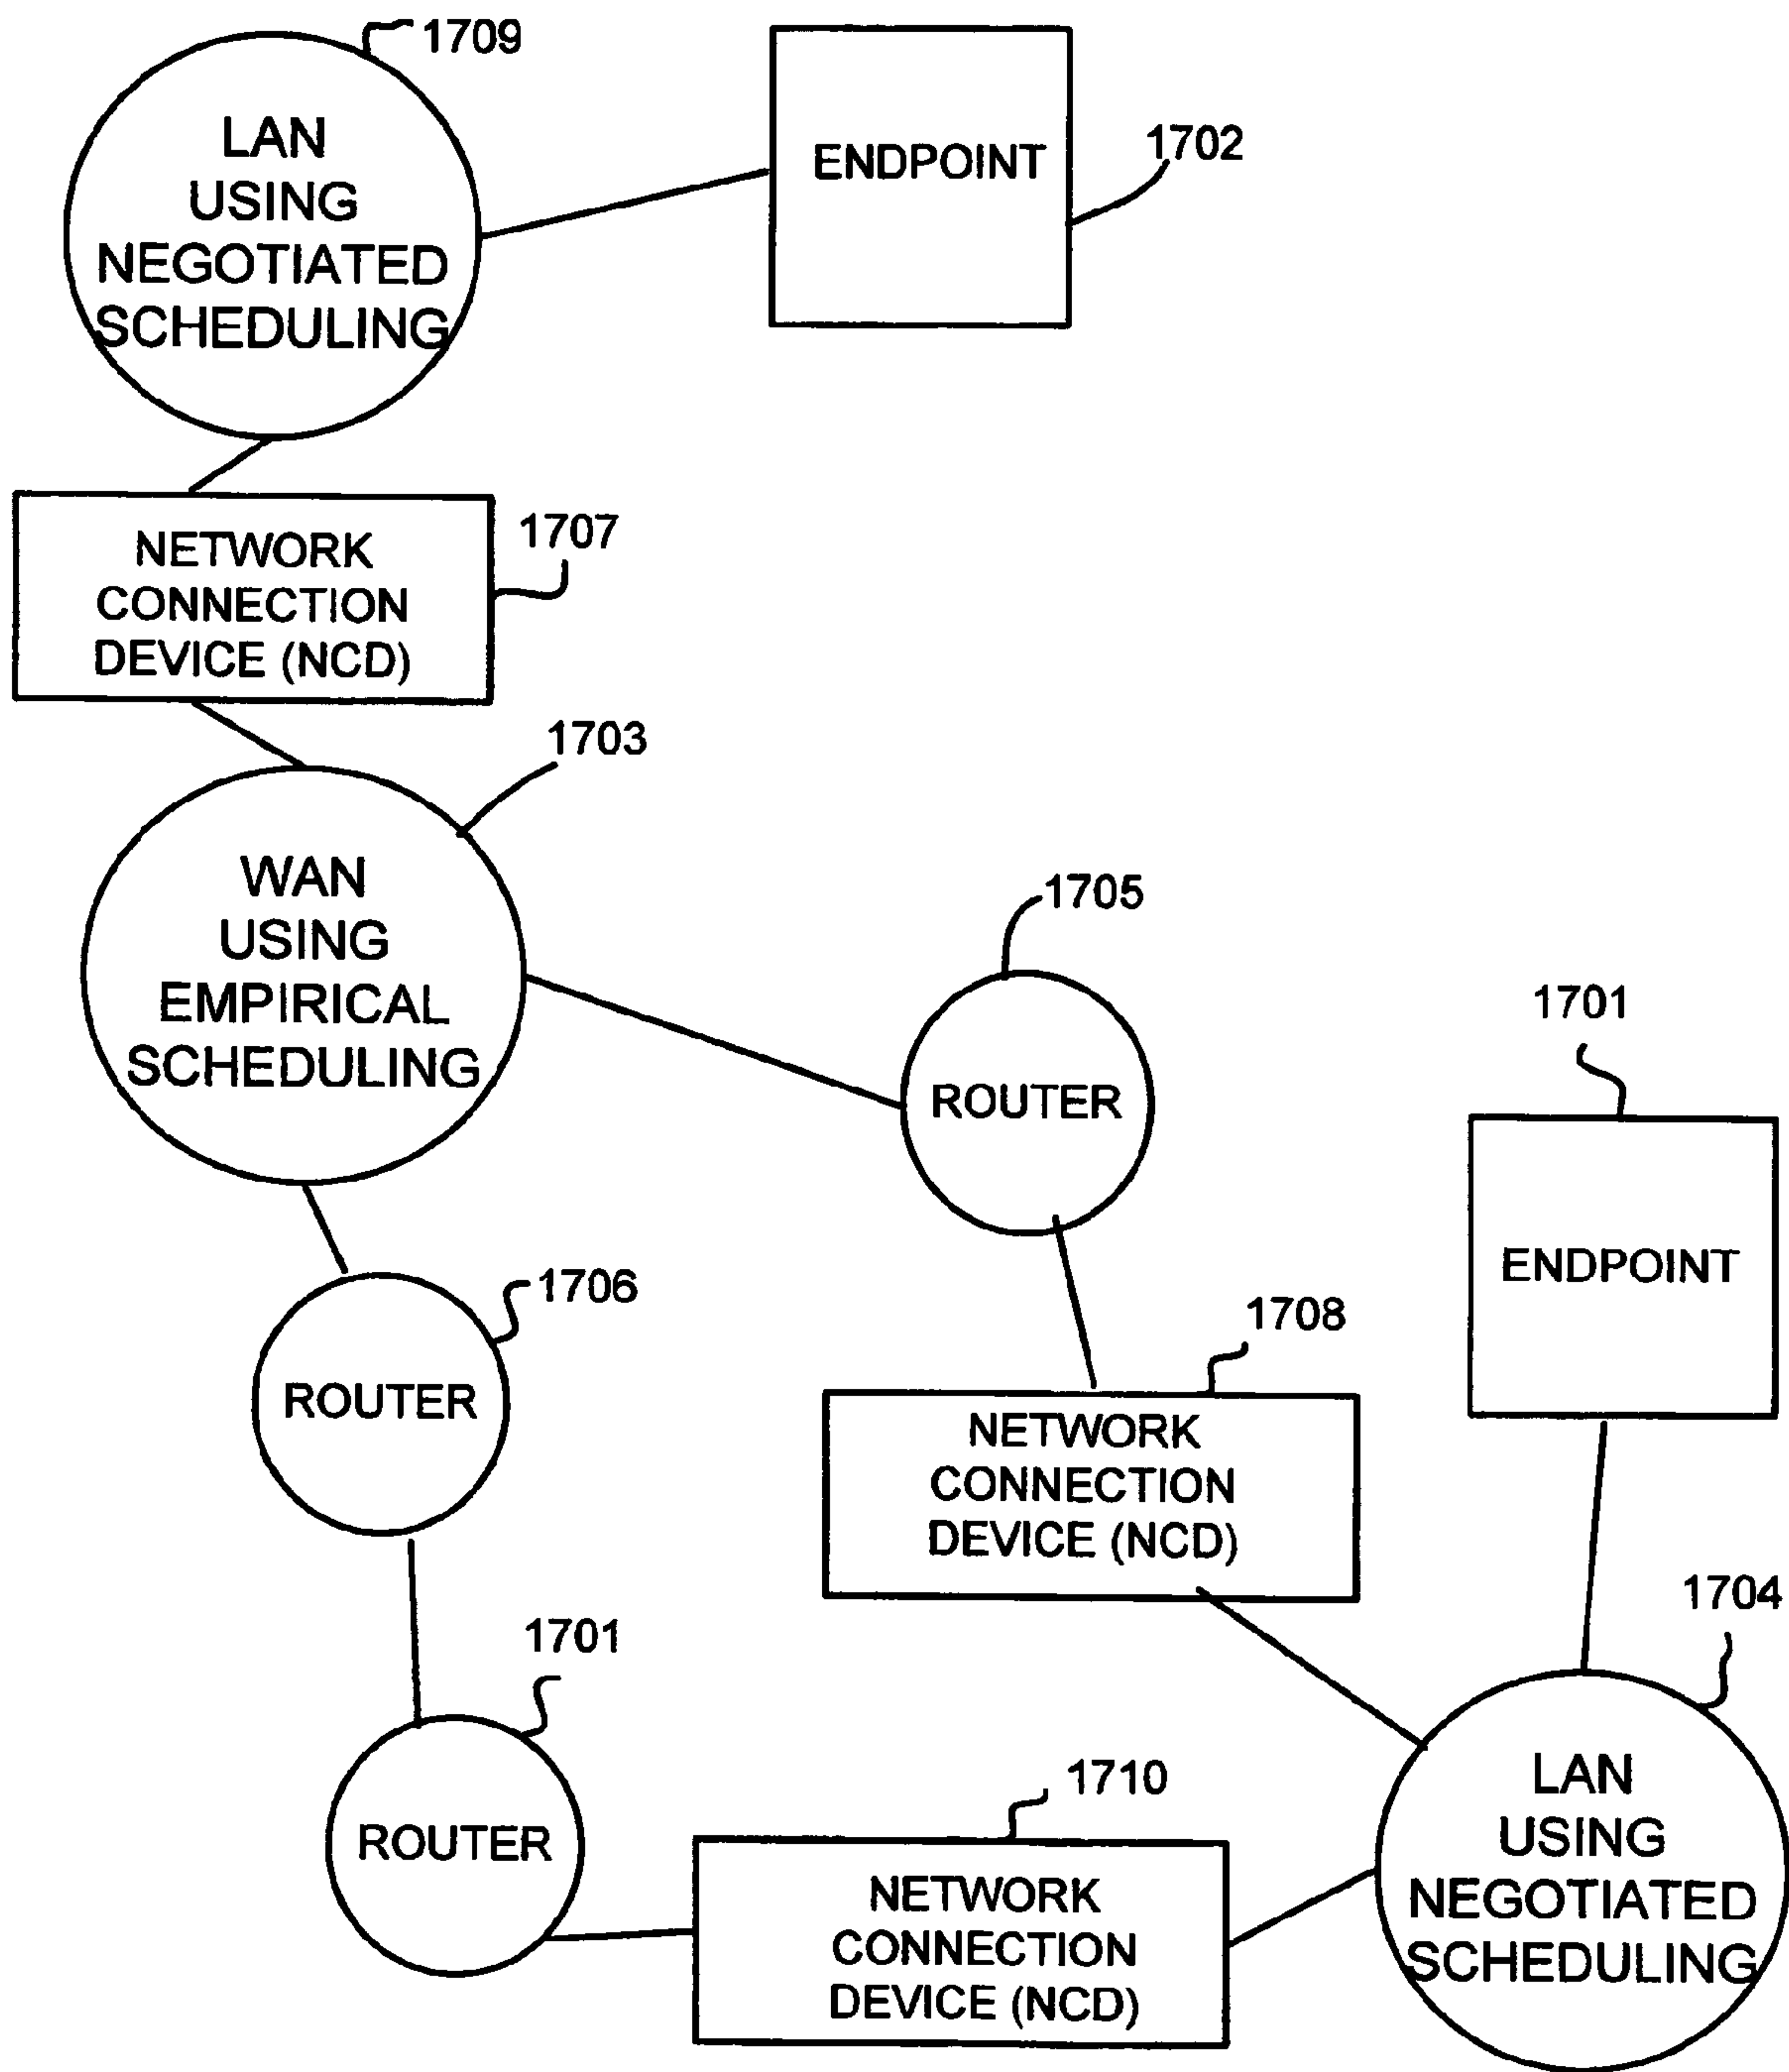 1709
LAN
USING
NEGOTIATED
SCHEDULING
ENDPOINT
1702
NETWORK
CONNECTION
DEVICE (NCD)
1707
1703
WAN
USING
EMPIRICAL
SCHEDULING
1705
ROUTER
1701
ENDPOINT
1706
ROUTER
1708
NETWORK
CONNECTION
DEVICE (NCD)
1704
LAN
USING
NEGOTIATED
SCHEDULING
1701
ROUTER
1710
NETWORK
CONNECTION
DEVICE (NCD)